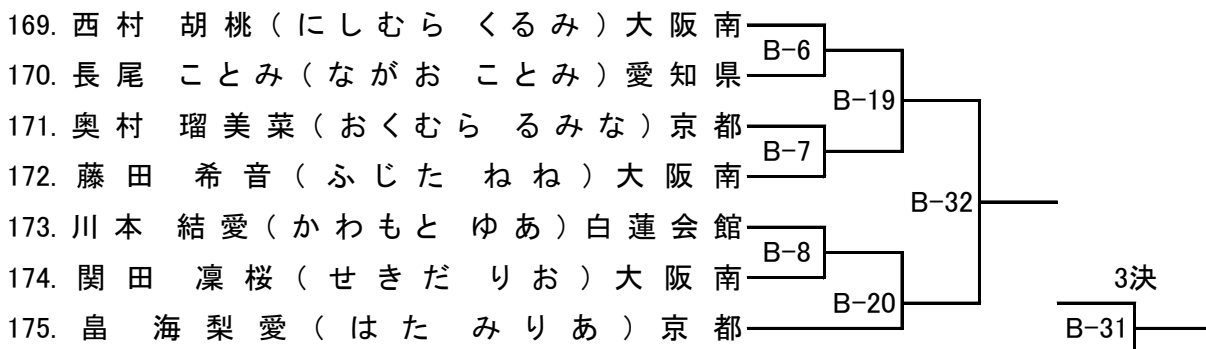 169. 西村 胡桃(にしむら くるみ)大阪南
B-6
170. 長尾 ことみ(ながお ことみ)愛知県
B-19
171. 奥村 瑠美菜(おくむら るみな)京都
B-7
172. 藤田 希音(ふじた ねね)大阪南
B-32
173. 川本 結愛(かわもと ゆあ)白蓮会館
B-8
174. 関田 凜桜(せきだ りお)大阪南
3決
B-20
175. 畠 海梨愛(はた みりあ)京都
B-31